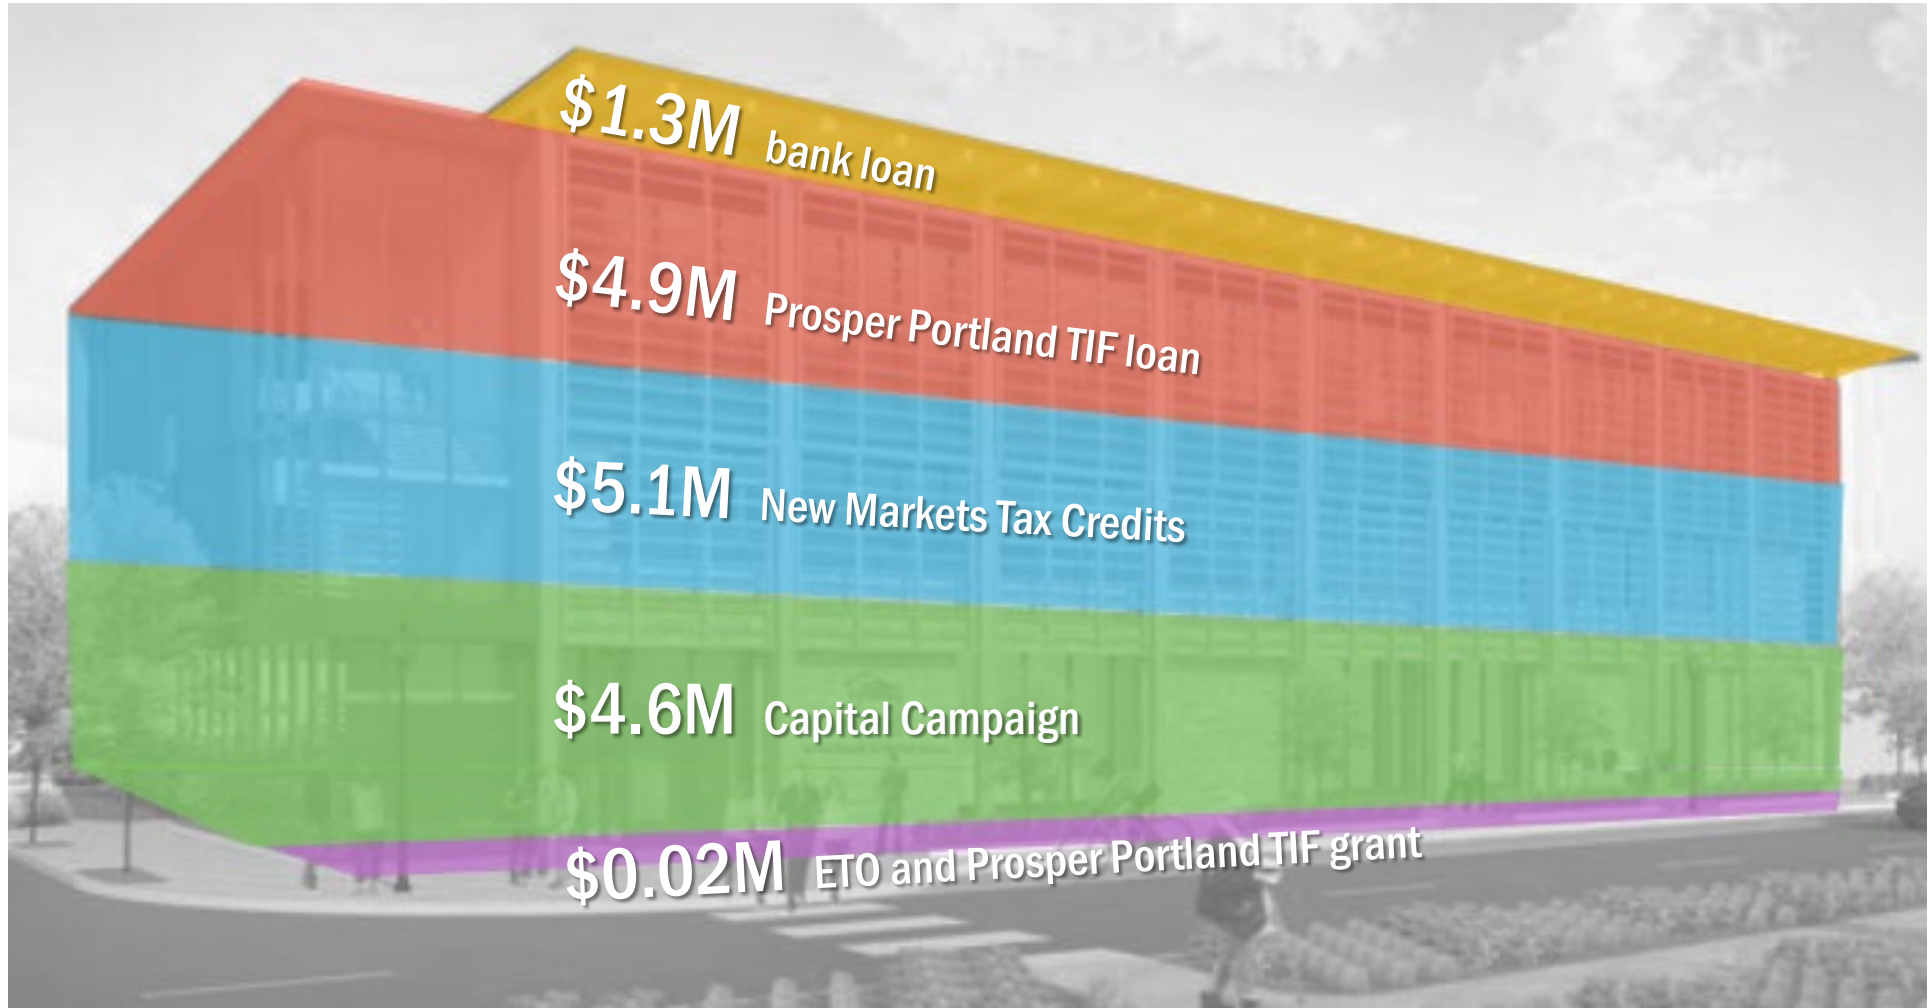 $1.3M bank loan
$4.9M Prosper Portland TIF loan
$5.1M New Markets Tax Credits
$4.6M Capital Campaign
$0.02M ETO and Prosper Portland TIF grant